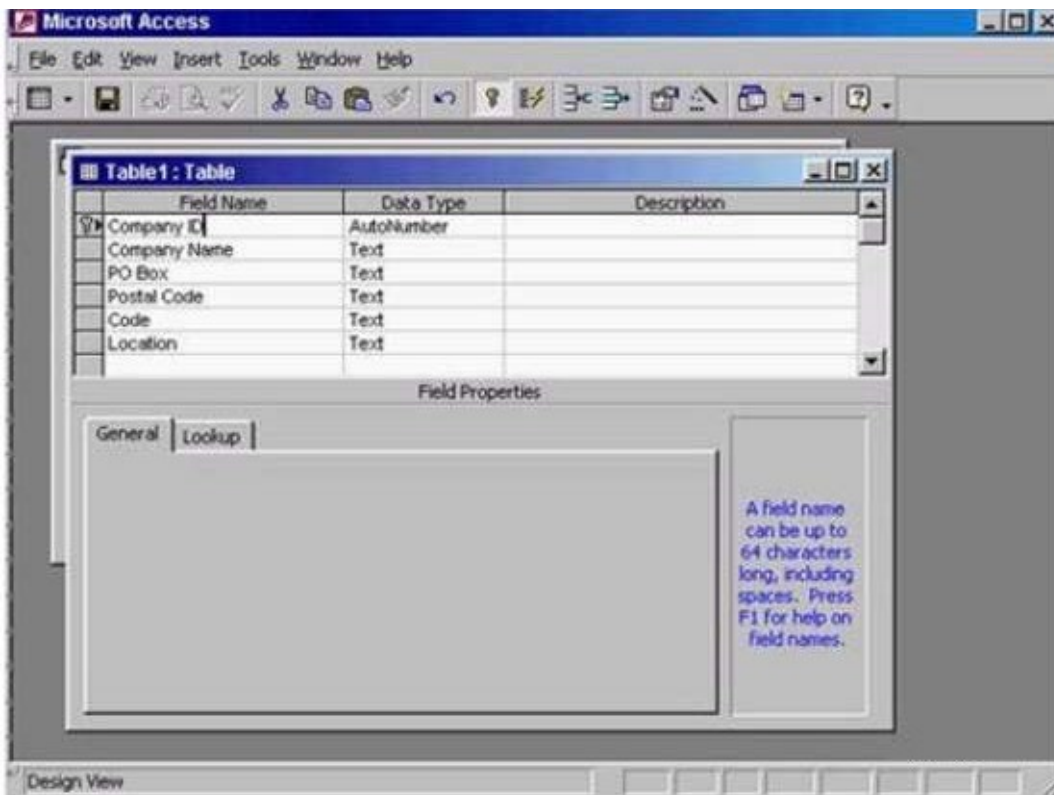 Microsoft Access
File Edit View Insert Tools Window Help
Table1 : Table
Field Name Data Type Description
Company ID AutoNumber
Company Name Text
PO Box Text
Postal Code Text
Code Text
Location Text
Field Properties
General Lookup
A field name
can be up to
64 characters
long, including
spaces. Press
F1 for help on
field names.
Design View